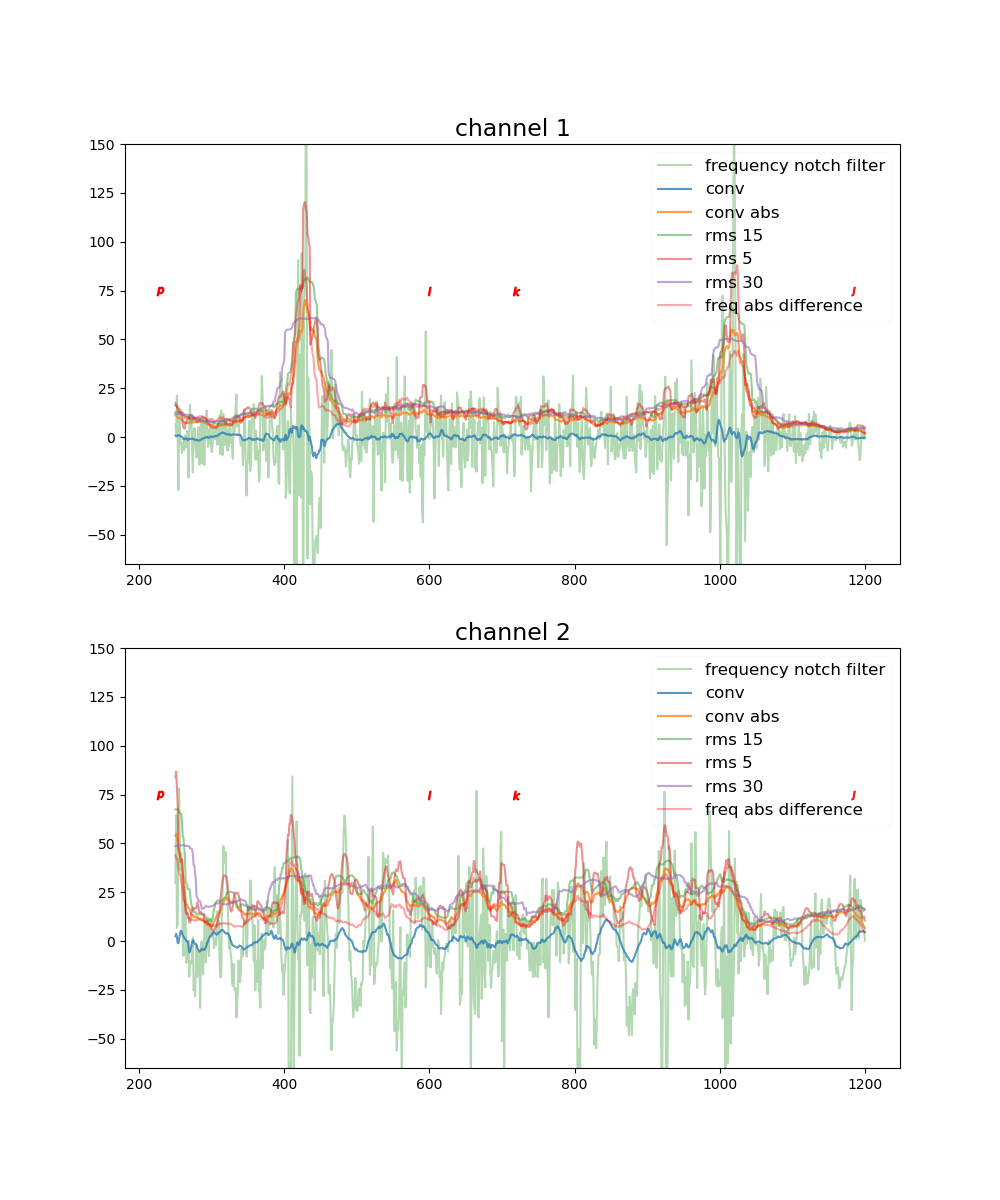 channel 1
150
125
100
75
50
25
0
−25
−50
frequency notch filter
conv
conv abs
rms 15
rms 5
rms 30
freq abs difference
p
l
k
J
200 400 600 800 1000 1200
channel 2
150
125
100
75
50
25
0
−25
−50
frequency notch filter
conv
conv abs
rms 15
rms 5
rms 30
freq abs difference
p
l
k
J
200 400 600 800 1000 1200